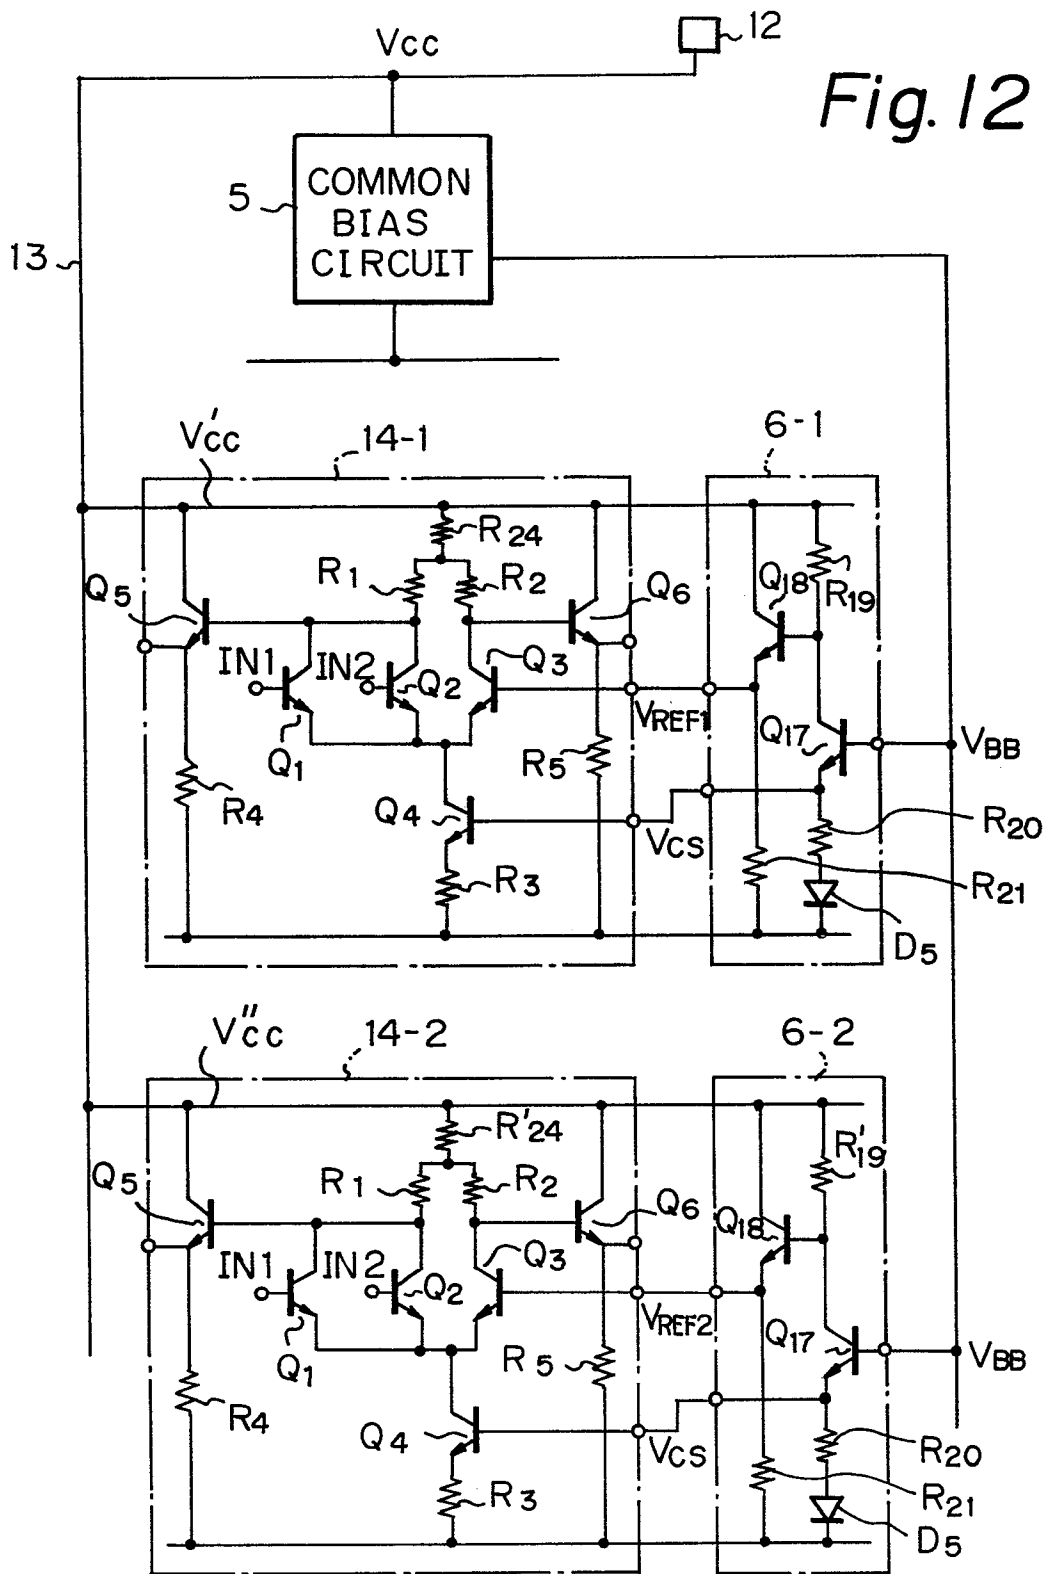 12
Vcc
Fig. 12
5
COMMON
BIAS
CIRCUIT
13
V'CC
14-1
6-1
R24
R1
R2
Q5
Q6
Q18
R19
IN1
IN2
Q2
Q3
VREF1
Q1
Q17
VBB
R4
R5
Q4
VCS
R20
R3
R21
D5
V"CC
14-2
6-2
R'24
R'19
R1
R2
Q5
Q6
Q18
IN1
IN2
Q2
Q3
VREF2
Q1
Q17
VBB
R5
R4
Q4
VCS
R20
R3
R21
D5